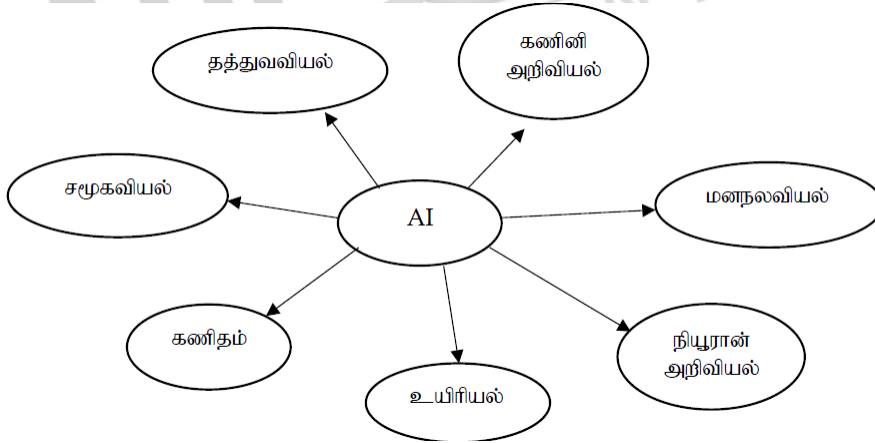 கணினி
அறிவியல்
தத்துவவியல்
சமூகவியல்
AI
மனநலவியல்
கணிதம்
நியூரான்
அறிவியல்
உயிரியல்